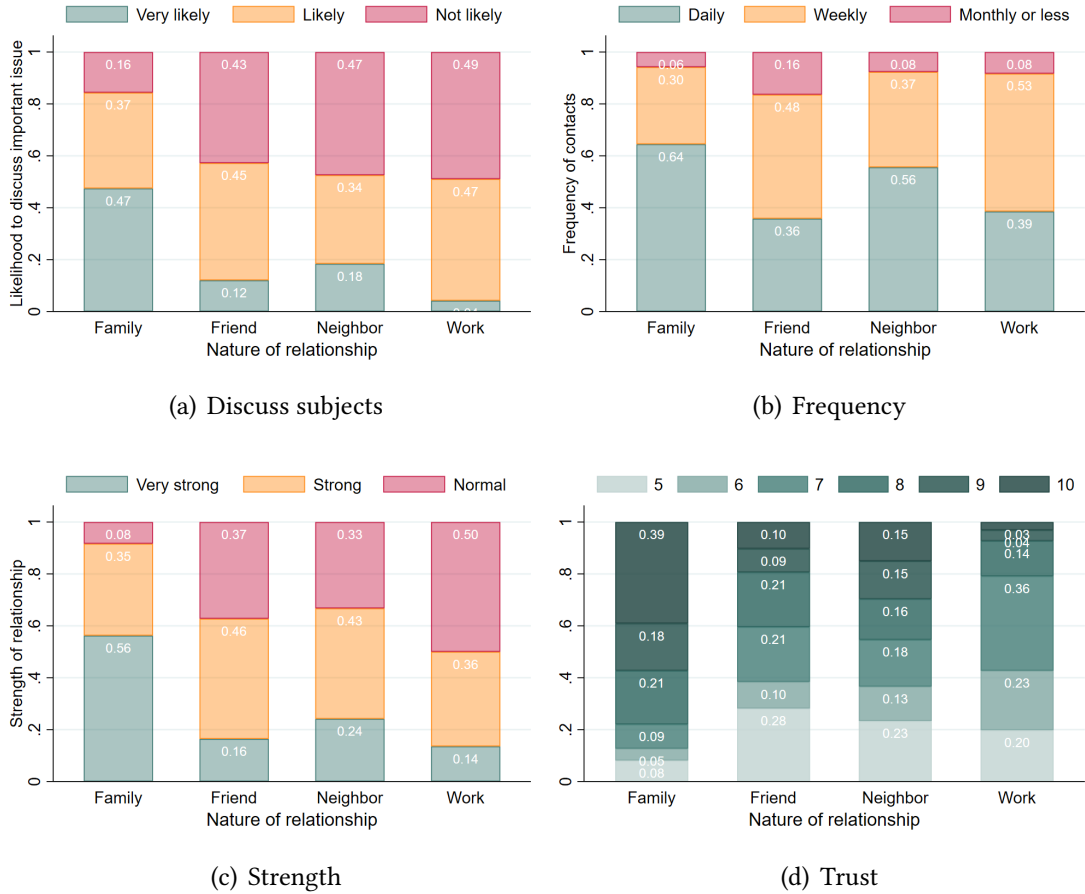 Very likely Likely Not likely
Likelihood to discuss important issue
1
.8
.6
.4
.2
0
0.16 0.43 0.47 0.49
0.37 0.45 0.34 0.47
0.47 0.12 0.18 0.04
Family Friend Neighbor Work
Nature of relationship
(a) Discuss subjects
Daily Weekly Monthly or less
Frequency of contacts
1
.8
.6
.4
.2
0
0.06 0.16 0.08 0.08
0.30 0.48 0.37 0.53
0.64 0.36 0.56 0.39
Family Friend Neighbor Work
Nature of relationship
(b) Frequency
Very strong Strong Normal
Strength of relationship
1
.8
.6
.4
.2
0
0.08 0.37 0.33 0.50
0.35 0.46 0.43 0.36
0.56 0.16 0.24 0.14
Family Friend Neighbor Work
Nature of relationship
(c) Strength
5 6 7 8 9 10
1
.8
.6
.4
.2
0
0.39 0.10 0.15 0.03
0.18 0.09 0.15 0.04
0.21 0.21 0.16 0.14
0.09 0.21 0.18 0.36
0.05 0.10 0.13 0.23
0.08 0.28 0.23 0.20
Family Friend Neighbor Work
Nature of relationship
(d) Trust